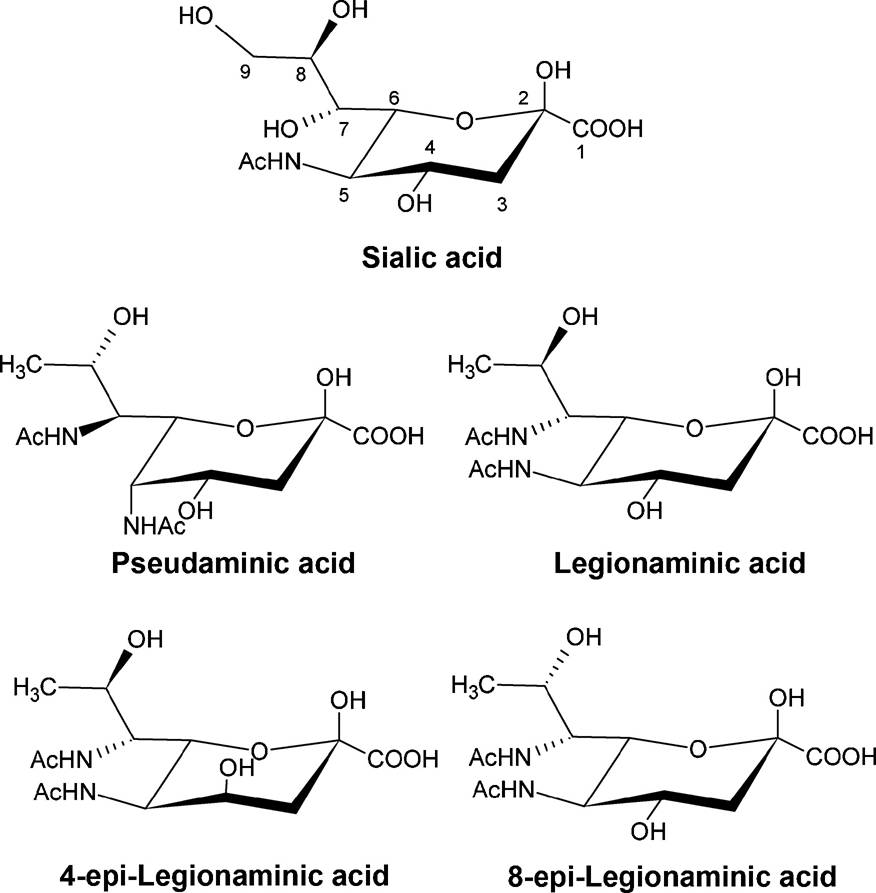 HO OH
9 8 6 2 OH
HO 7 O COOH
AcHN 4 1
5 OH 3
Sialic acid
OH OH
H₃C OH H₃C OH
AcHN O COOH AcHN O COOH
AcHN
OH OH
NHAc
Pseudaminic acid Legionaminic acid
OH OH
H₃C OH H₃C OH
AcHN O COOH AcHN O COOH
OH
AcHN AcHN
OH
4-epi-Legionaminic acid 8-epi-Legionaminic acid